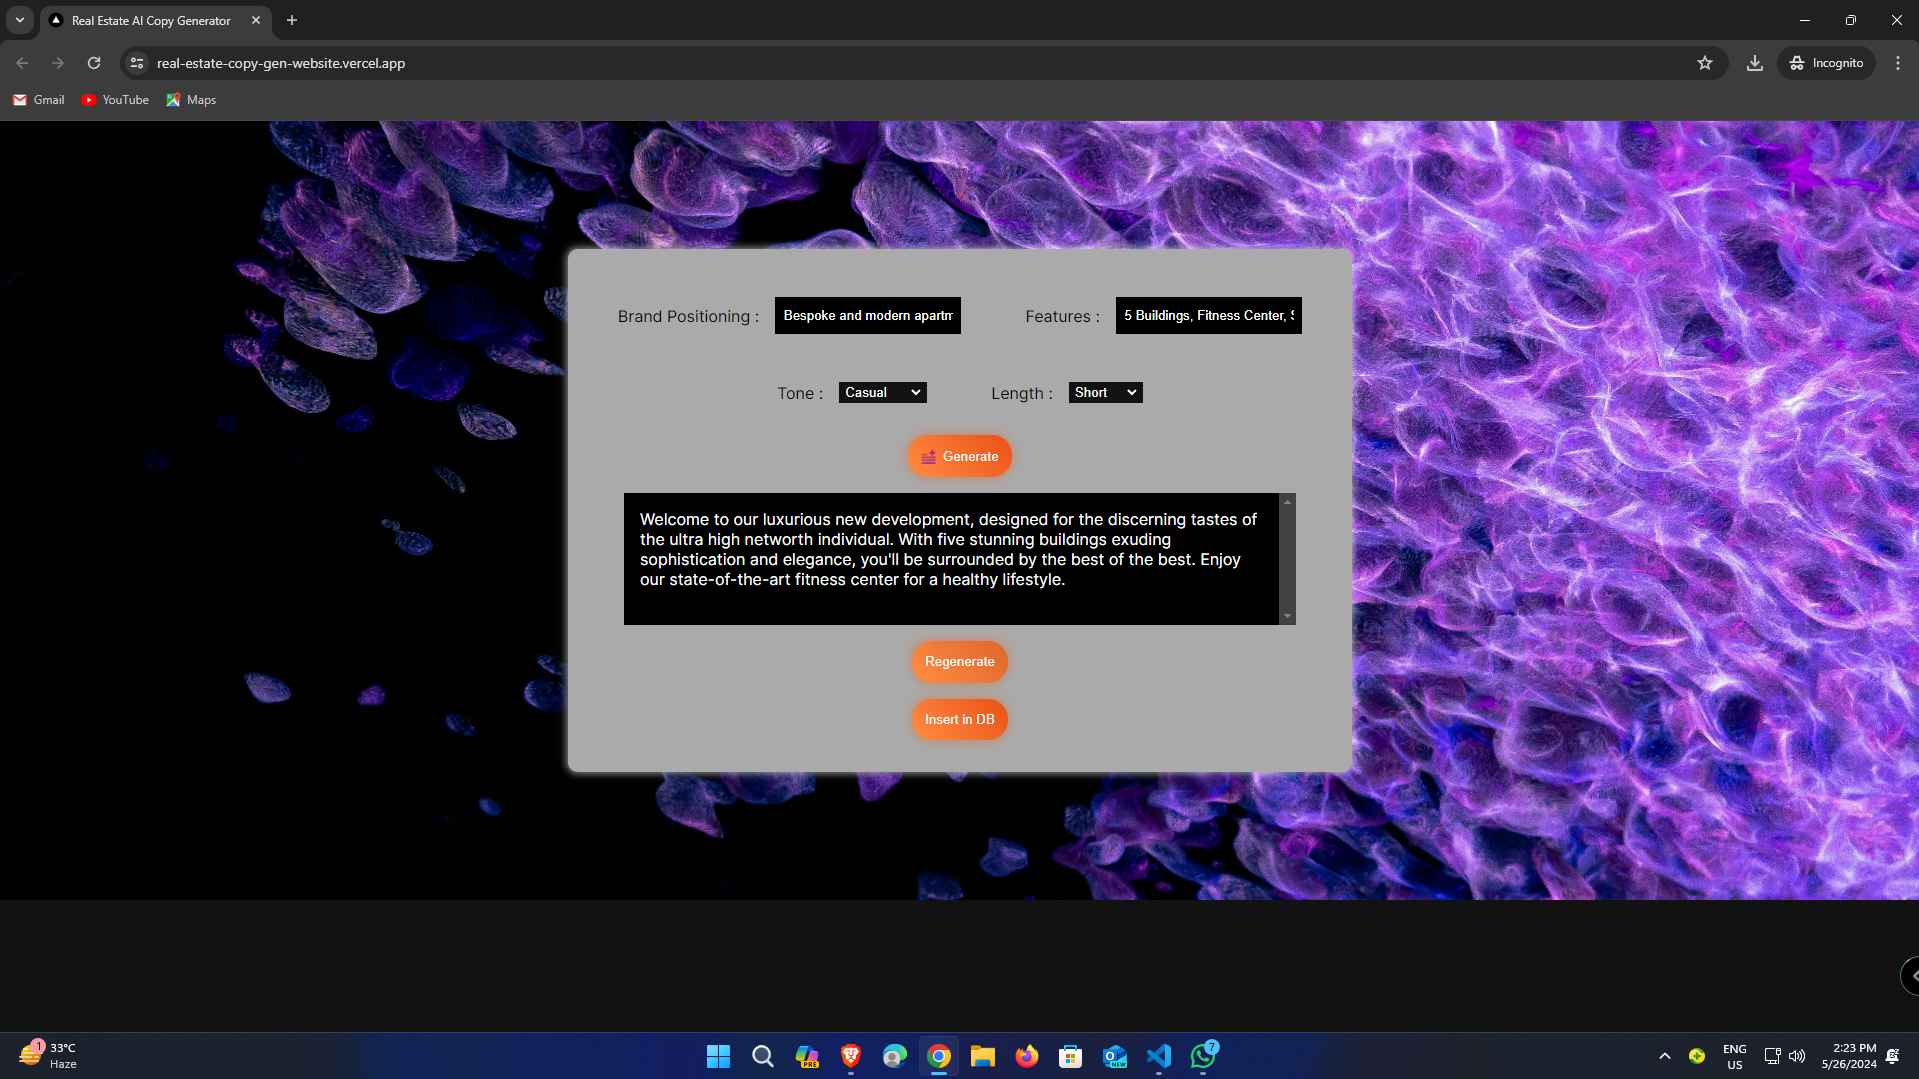 Real Estate AI Copy Generator
real-estate-copy-gen-website.vercel.app
Incognito
Gmail
YouTube
Maps
Brand Positioning :
Bespoke and modern apartm
Features :
5 Buildings, Fitness Center, S
Tone :
Casual
Length :
Short
Generate
Welcome to our luxurious new development, designed for the discerning tastes of
the ultra high networth individual. With five stunning buildings exuding
sophistication and elegance, you'll be surrounded by the best of the best. Enjoy
our state-of-the-art fitness center for a healthy lifestyle.
Regenerate
Insert in DB
1
33°C
Haze
PRE
NEW
7
ENG
US
2:23 PM
5/26/2024